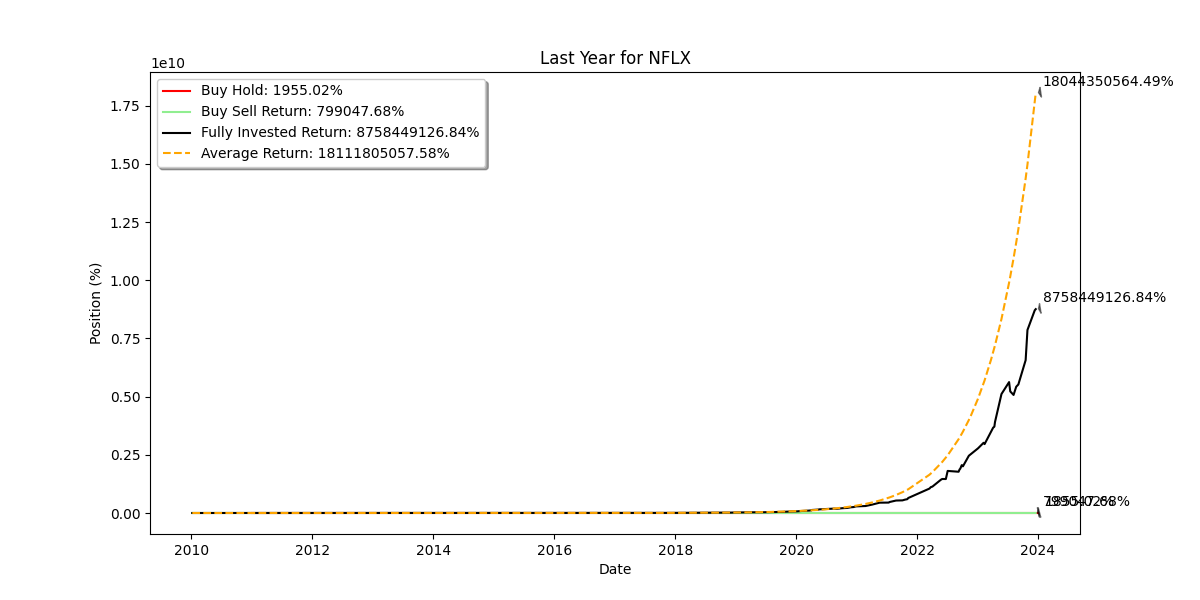 Last Year for NFLX
1e10
Buy Hold: 1955.02%
Buy Sell Return: 799047.68%
Fully Invested Return: 8758449126.84%
Average Return: 18111805057.58%
18044350564.49%
8758449126.84%
1.75
1.50
1.25
1.00
0.75
0.50
0.25
0.00
Position (%)
2010
2012
2014
2016
2018
2020
2022
2024
Date